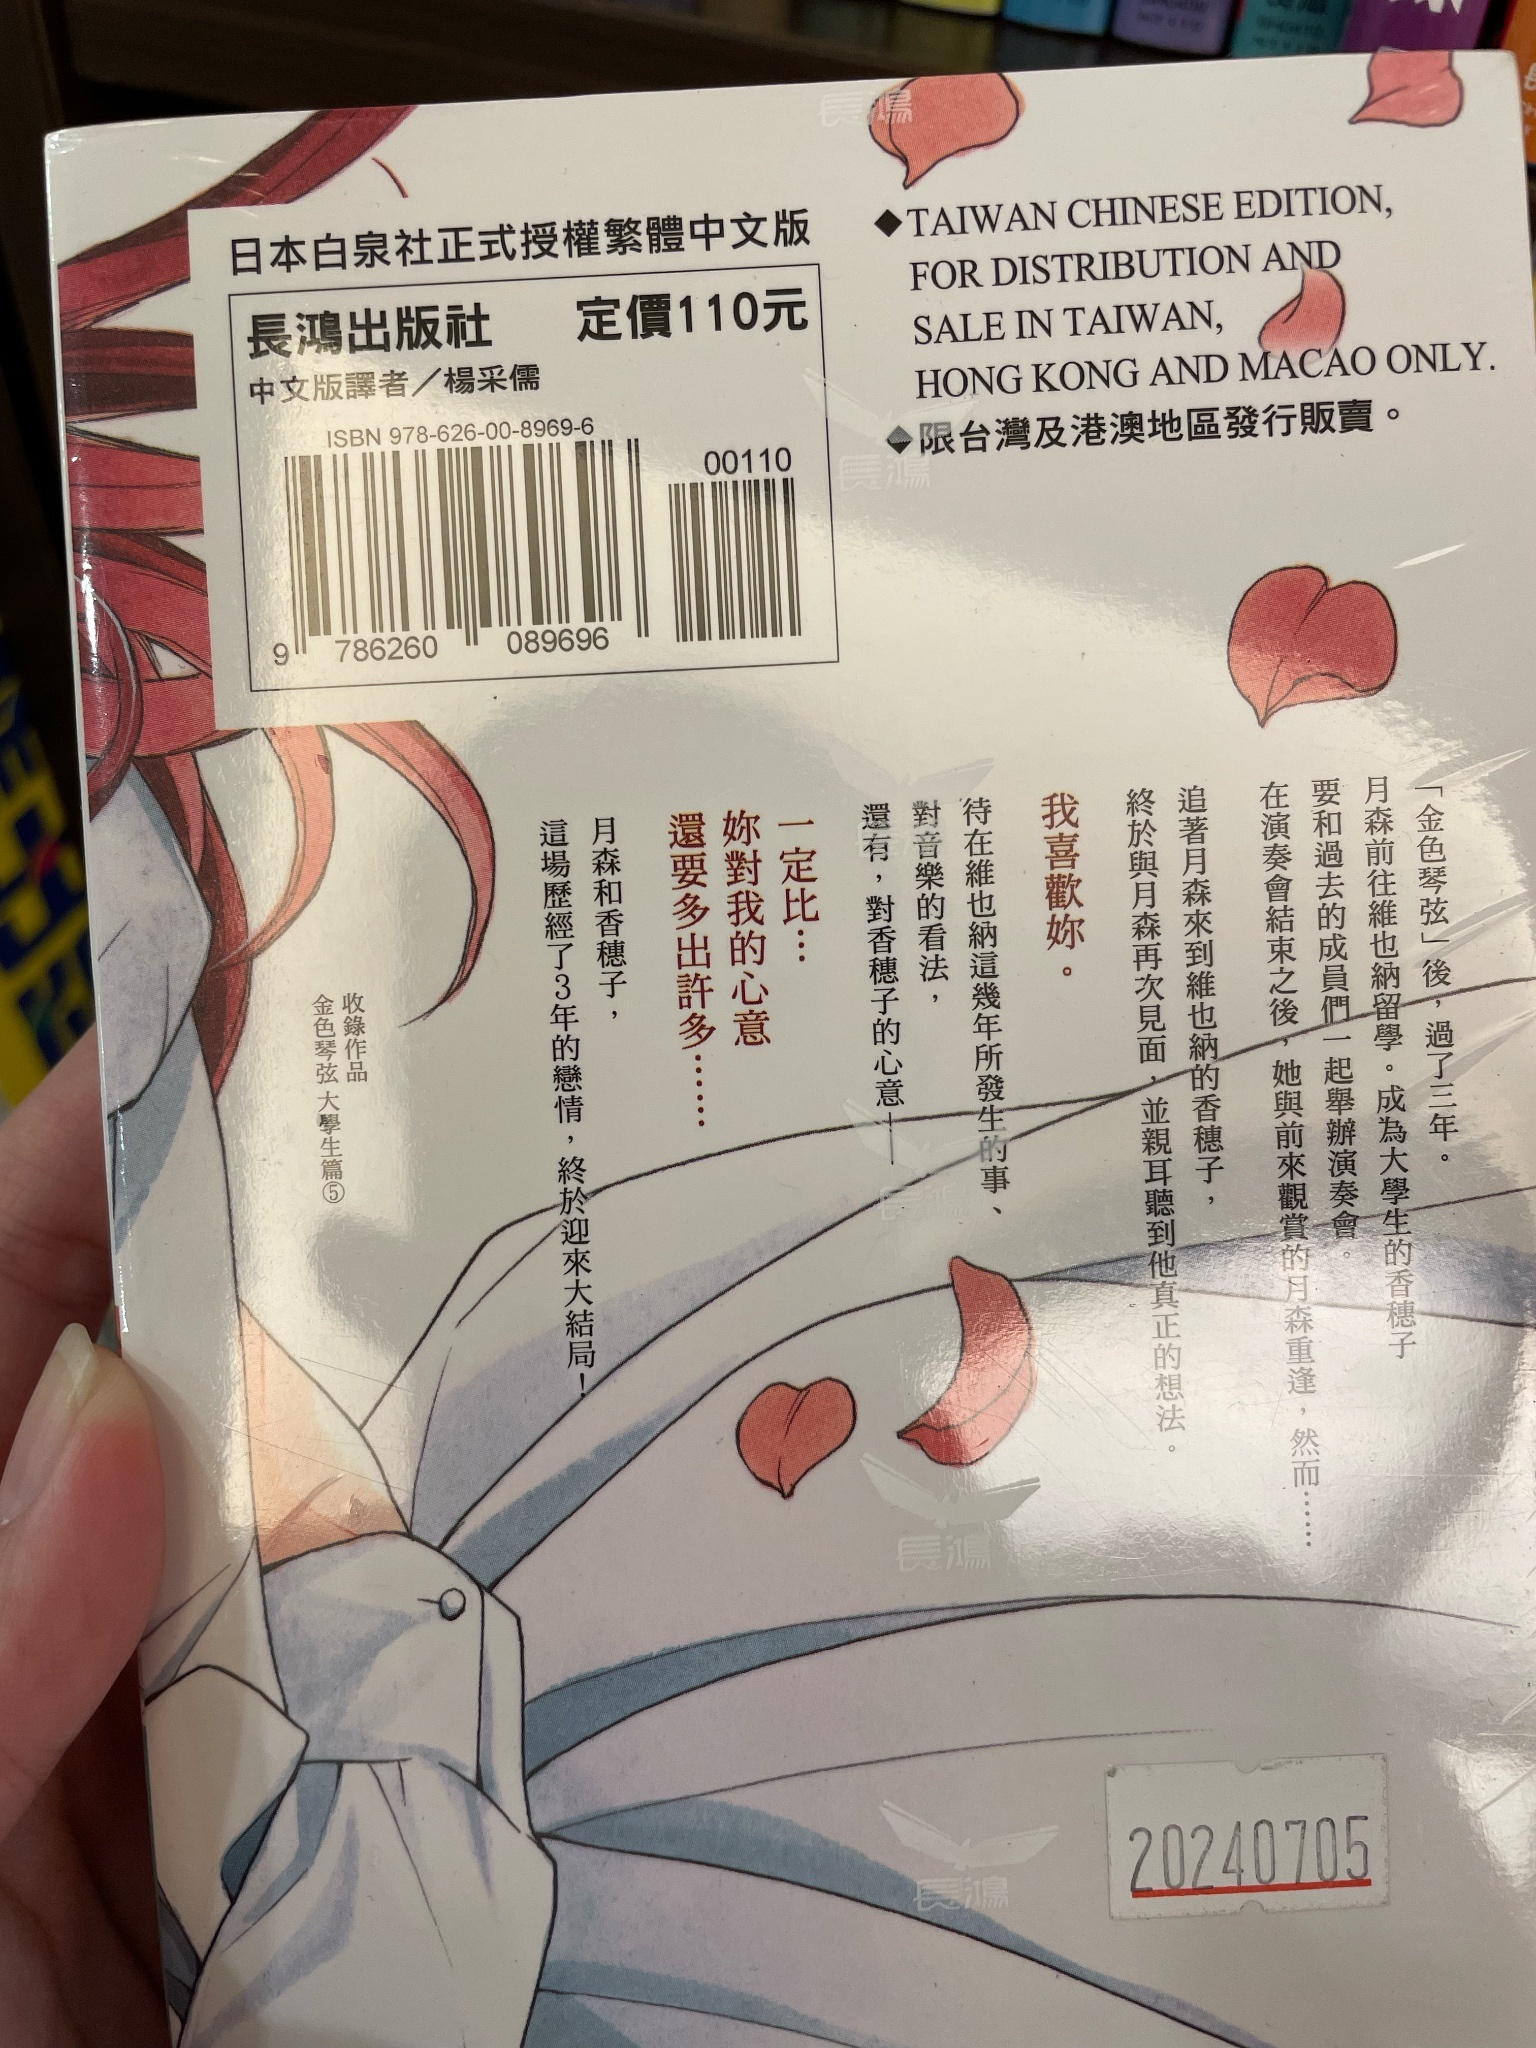 日本白泉社正式授權繁體中文版
長鴻出版社 定價110元
中文版譯者／楊采儒
ISBN 978-626-00-8969-6
00110
9 786260 089696
◆TAIWAN CHINESE EDITION,
FOR DISTRIBUTION AND
SALE IN TAIWAN,
HONG KONG AND MACAO ONLY.
◆限台灣及港澳地區發行販賣。
「金色琴弦」後，過了三年。
月森前往維也納留學。成為大學生的香穗子
要和過去的成員們一起舉辦演奏會。
在演奏會結束之後，她與前來觀賞的月森重逢，然而……
追著月森來到維也納的香穗子，
終於與月森再次見面，並親耳聽到他真正的想法。
我喜歡妳。
待在維也納這幾年所發生的事、
對音樂的看法，
還有，對香穗子的心意—
一定比…
妳對我的心意
還要多出許多……
月森和香穗子，
這場歷經了3年的戀情，終於迎來大結局！
收錄作品
金色琴弦 大學生篇⑤
20240705
長鴻
長鴻
長鴻
長鴻
長鴻